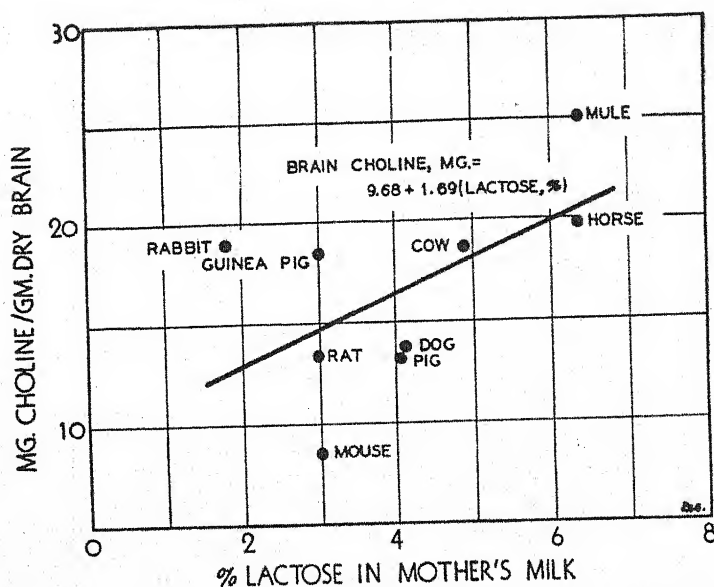 30
20
10
MG. CHOLINE/GM. DRY BRAIN
BRAIN CHOLINE, MG.=
9.68 + 1.69(LACTOSE, %)
MULE
HORSE
COW
RABBIT
GUINEA PIG
RAT
DOG
PIG
MOUSE
0 2 4 6 8
% LACTOSE IN MOTHER'S MILK